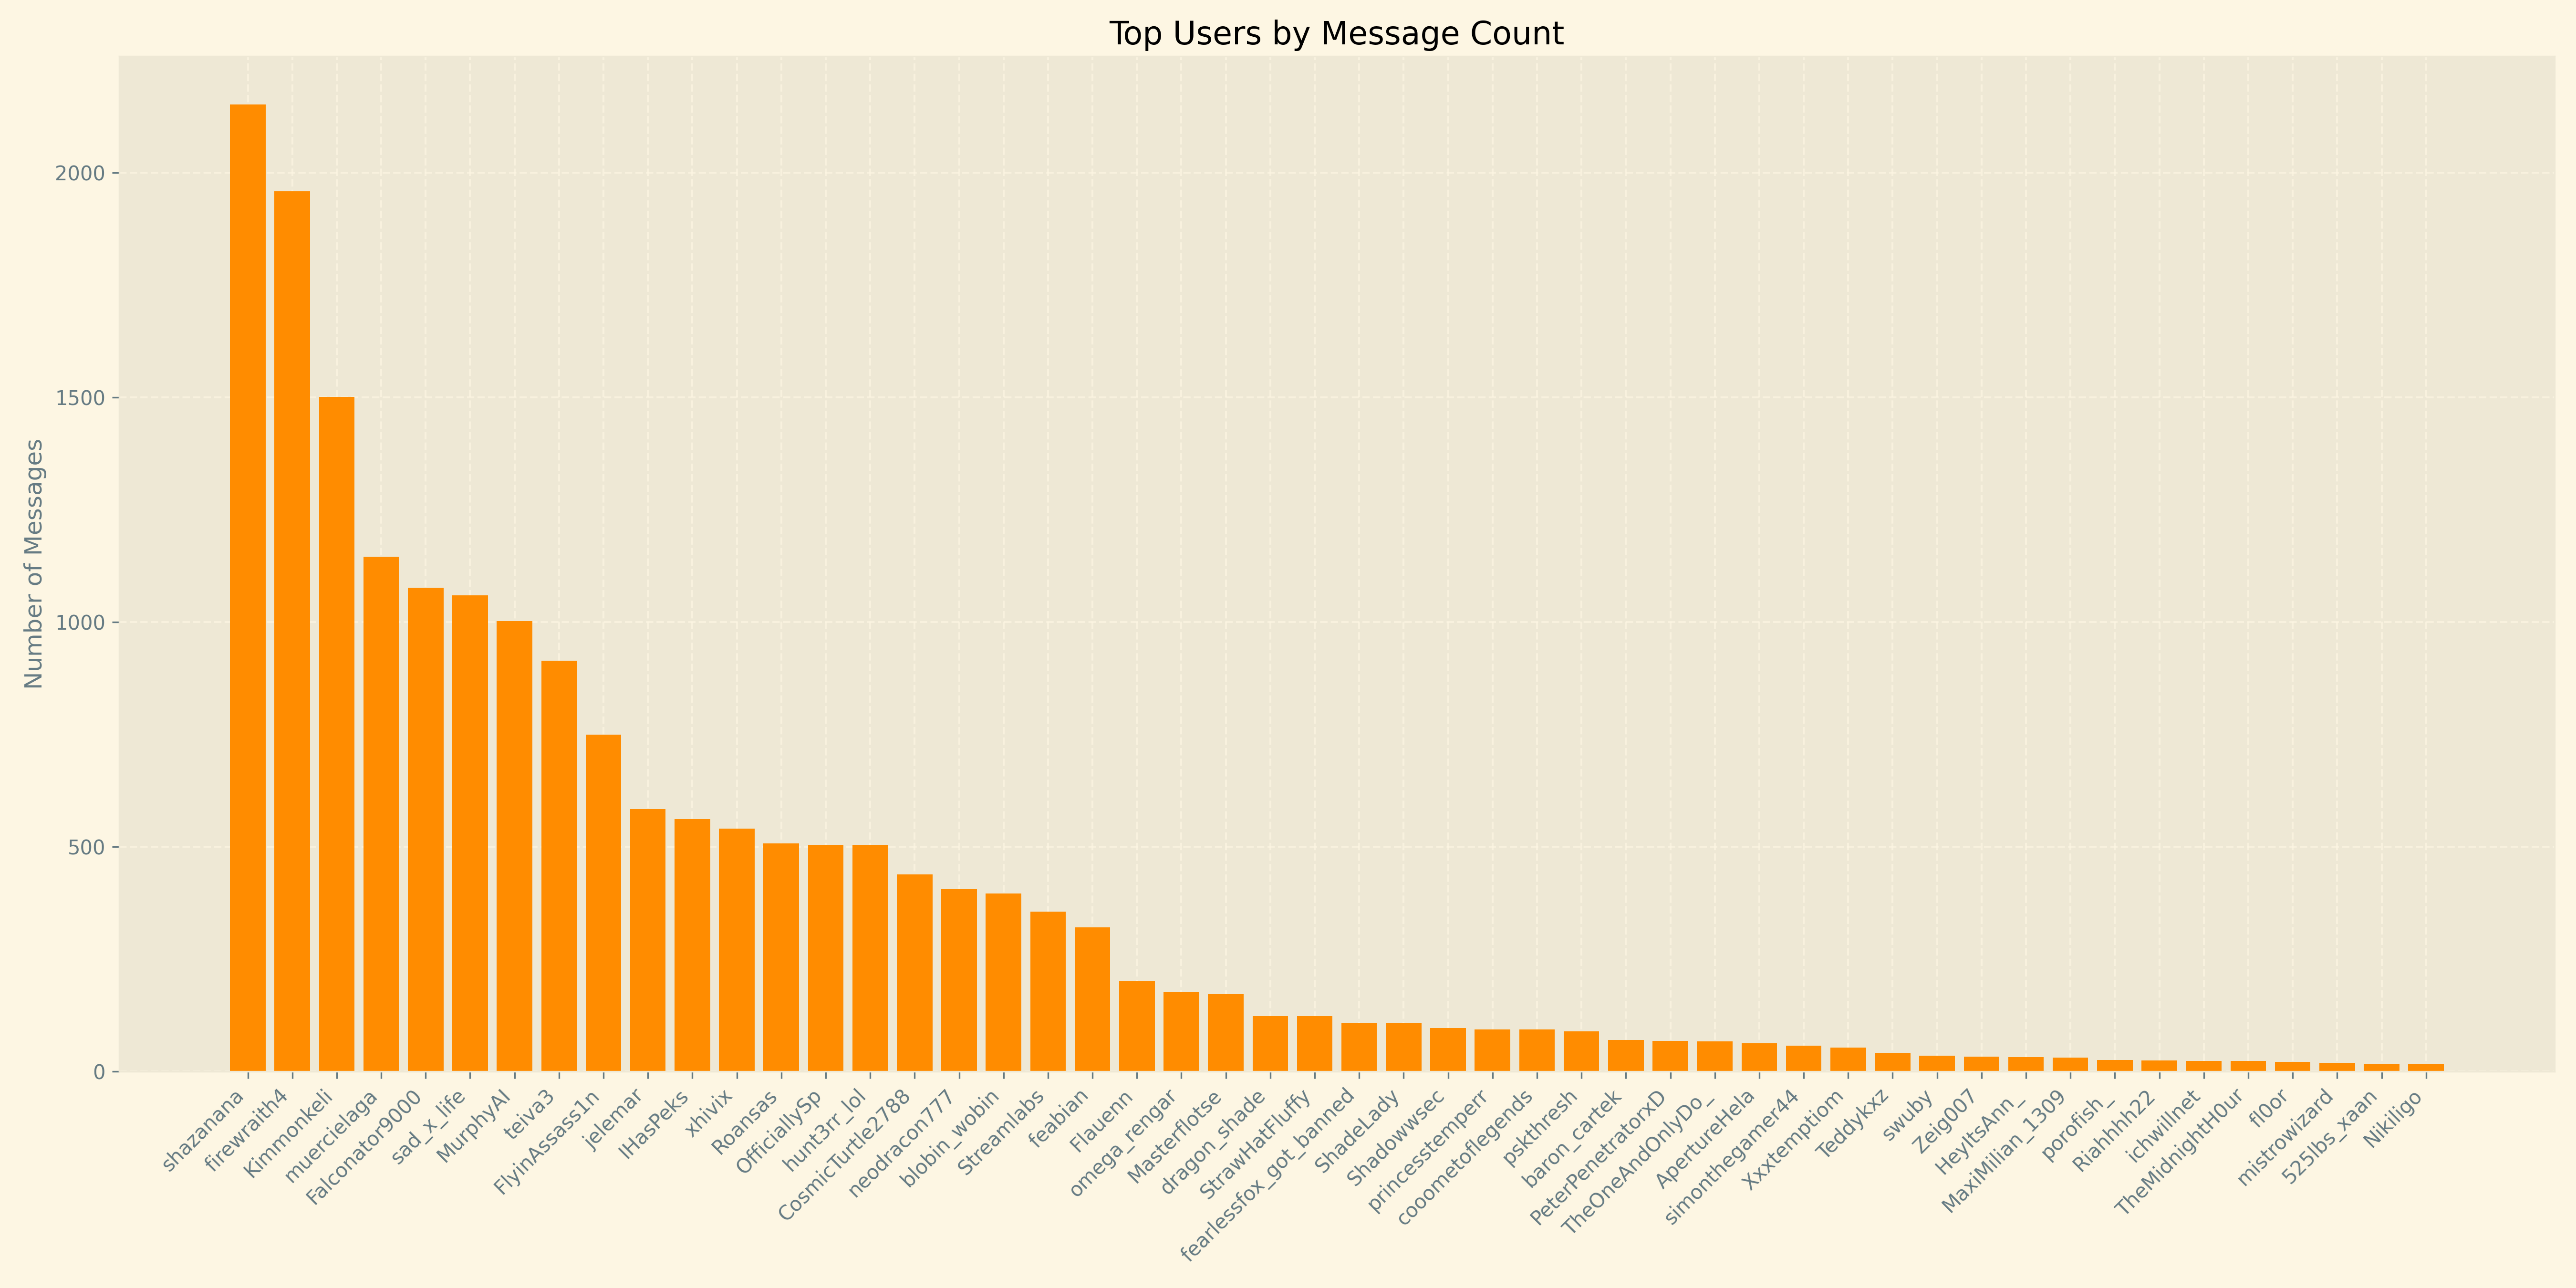 Top Users by Message Count
Number of Messages
2000
1500
1000
500
0
shazanana
firewraith4
Kimmonkeli
murcielaga
Falconator9000
sad_x_life
MurphyAI
teiva3
FlyinAssass1n
jelemar
IHasPeks
xhivix
Roansas
OfficiallySp
hunt3rr_lol
CosmicTurtle2788
neodracon777
blobin_wobin
Streamlabs
feabian
Flauenn
omega_rengar
Masterflotse
dragon_shade
StrawHatFluffy
fearlessfox_got_banned
ShadeLady
Shadowwsec
princesstemperr
cooometoflegends
pskthresh
baron_cartek
PeterPenetratorxD
TheOneAndOnlyDo_
ApertureHela
simonthegamer44
Xxxtemptiom
Teddykxz
swuby
Zeig007
HeyItsAnn_
MaxiMilian_1309
porofish_
Riahhhh22
ichwillnet
TheMidnightH0ur
fl0or
mistrowizard
525lbs_xaan
Nikiligo